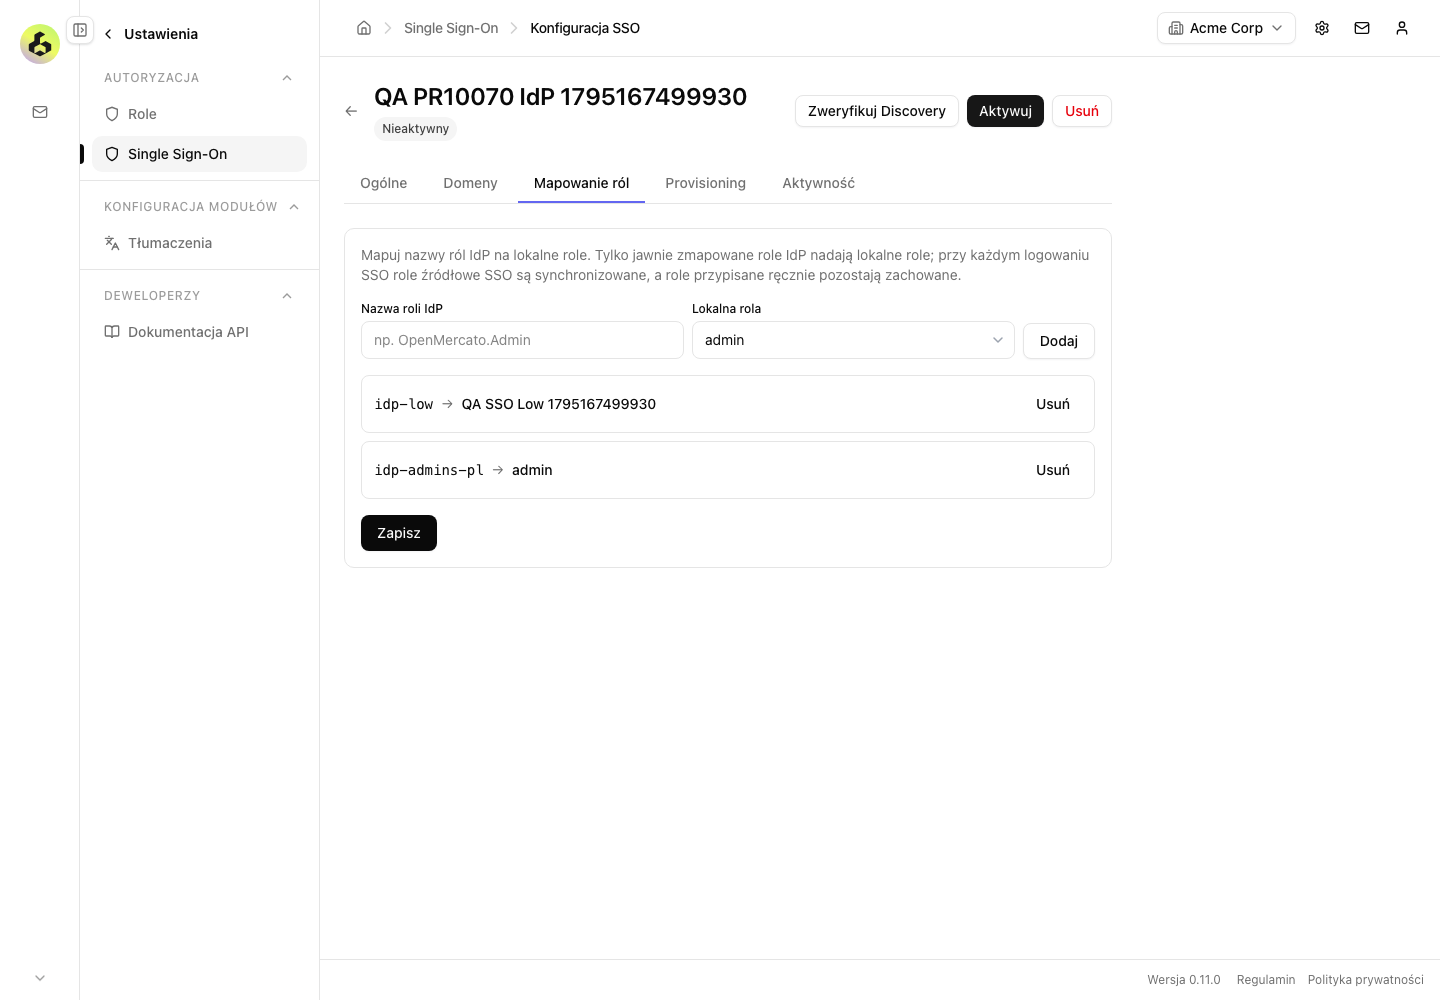 Ustawienia
AUTORYZACJA
Role
Single Sign-On
KONFIGURACJA MODUŁÓW
Tłumaczenia
DEWELOPERZY
Dokumentacja API
Single Sign-On
Konfiguracja SSO
Acme Corp
QA PR10070 IdP 1795167499930
Nieaktywny
Zweryfikuj Discovery
Aktywuj
Usuń
Ogólne
Domeny
Mapowanie ról
Provisioning
Aktywność
Mapuj nazwy ról IdP na lokalne role. Tylko jawnie zmapowane role IdP nadają lokalne role; przy każdym logowaniu
SSO role źródłowe SSO są synchronizowane, a role przypisane ręcznie pozostają zachowane.
Nazwa roli IdP
Lokalna rola
np. OpenMercato.Admin
admin
Dodaj
idp-low → QA SSO Low 1795167499930
Usuń
idp-admins-pl → admin
Usuń
Zapisz
Wersja 0.11.0
Regulamin
Polityka prywatności